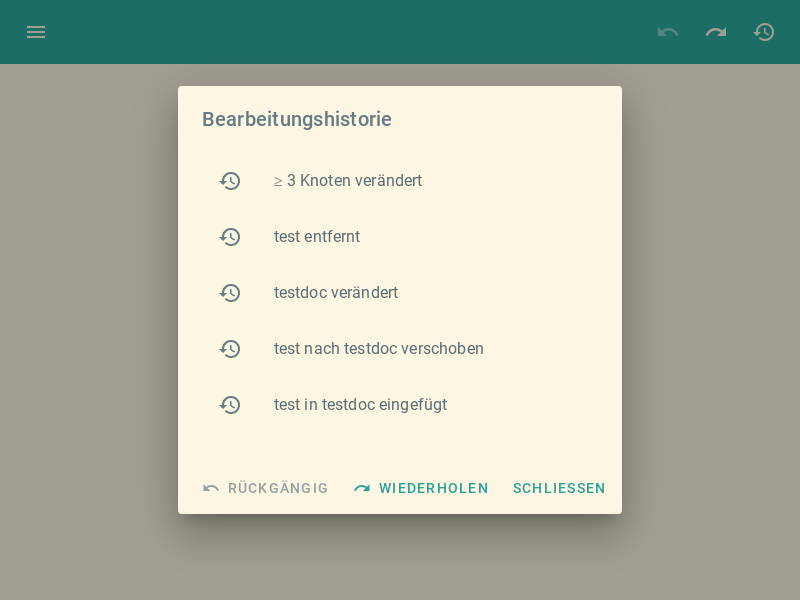 Bearbeitungshistorie
≥ 3 Knoten verändert
test entfernt
testdoc verändert
test nach testdoc verschoben
test in testdoc eingefügt
RÜCKGÄNGIG WIEDERHOLEN SCHLIESSEN